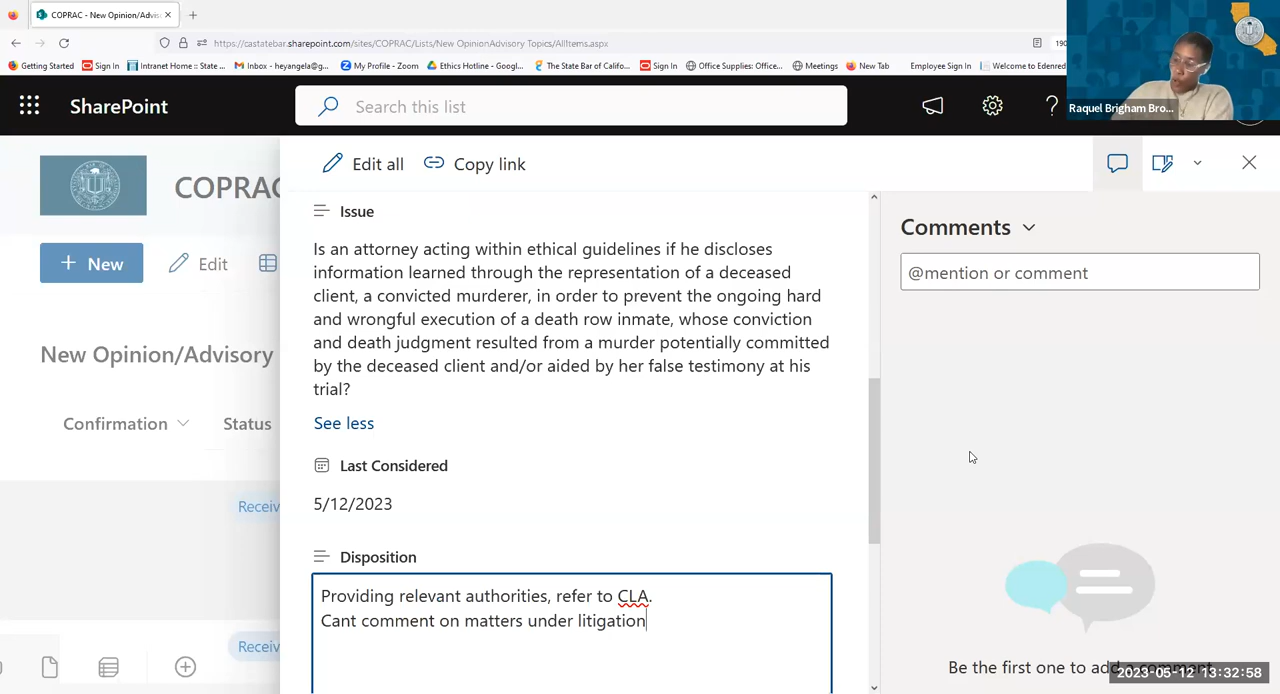 COPRAC - New Opinion/Advis
https://castatebar.sharepoint.com/sites/COPRAC/Lists/New OpinionAdvisory Topics/AllItems.aspx
190
Getting Started Sign In Intranet Home :: State ... Inbox - heyangela@g... My Profile - Zoom Ethics Hotline - Googl... The State Bar of Califo... Sign In Office Supplies: Office... Meetings New Tab Employee Sign In Welcome to Edenred
Raquel Brigham Bro...
SharePoint
Search this list
?
Edit all
Copy link
COPRAC
Issue
Comments
Is an attorney acting within ethical guidelines if he discloses
information learned through the representation of a deceased
client, a convicted murderer, in order to prevent the ongoing hard
and wrongful execution of a death row inmate, whose conviction
and death judgment resulted from a murder potentially committed
by the deceased client and/or aided by her false testimony at his
trial?
See less
@mention or comment
+ New
Edit
New Opinion/Advisory
Confirmation
Status
Last Considered
5/12/2023
Receiv
Disposition
Providing relevant authorities, refer to CLA.
Cant comment on matters under litigation
Receiv
Be the first one to add a comment
2023-05-12 13:32:58